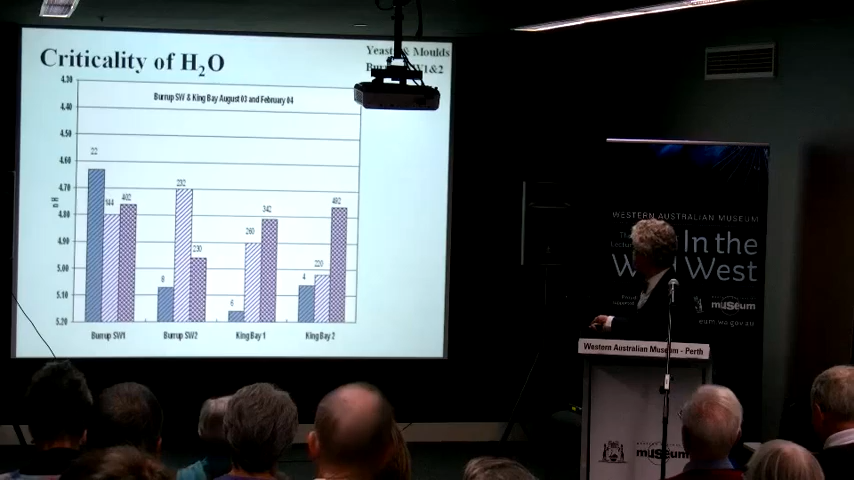 Criticality of H2O
Yeasts & Moulds
Burrup SW & King Bay August 03 and February 04
4.30
4.40
4.50
4.60
4.70
4.80
4.90
5.00
5.10
5.20
pH
22
144
402
8
232
230
6
260
342
4
220
482
Burrup SW1
Burrup SW2
King Bay 1
King Bay 2
WESTERN AUSTRALIAN MUSEUM
In the
West
museum
Western Australian Museum - Perth
museum